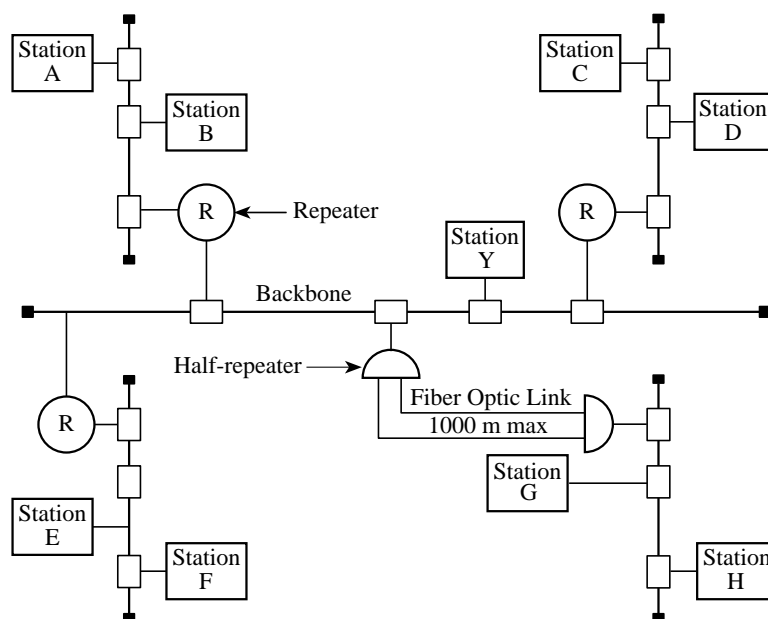 Station
A
Station
B
Station
C
Station
D
R
Repeater
R
Station
Y
Backbone
Half-repeater
Fiber Optic Link
1000 m max
R
Station
G
Station
E
Station
F
Station
H